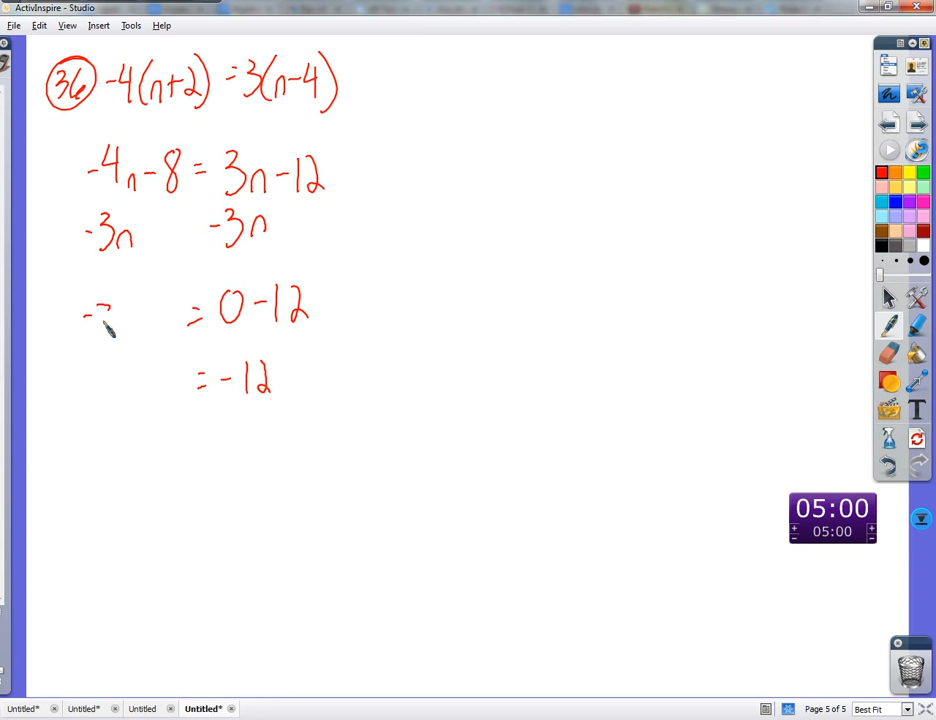 ActivInspire - Studio
File Edit View Insert Tools Help
36 -4(n+2) = 3(n-4)
-4n - 8 = 3n - 12
-3n -3n
= 0 - 12
= -12
05:00
05:00
Untitled* Untitled* Untitled Untitled*
Page 5 of 5 Best Fit